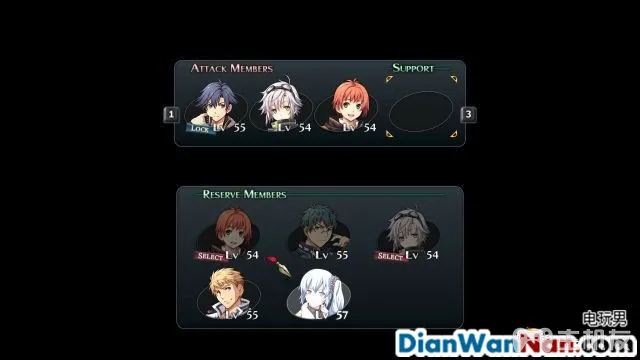 ATTACK MEMBERS
SUPPORT
1
LOCK Lv 55
Lv 54
Lv 54
3
RESERVE MEMBERS
SELECT Lv 54
Lv 55
SELECT Lv 54
Lv 55
Lv 57
电玩男
DianWanNan.com